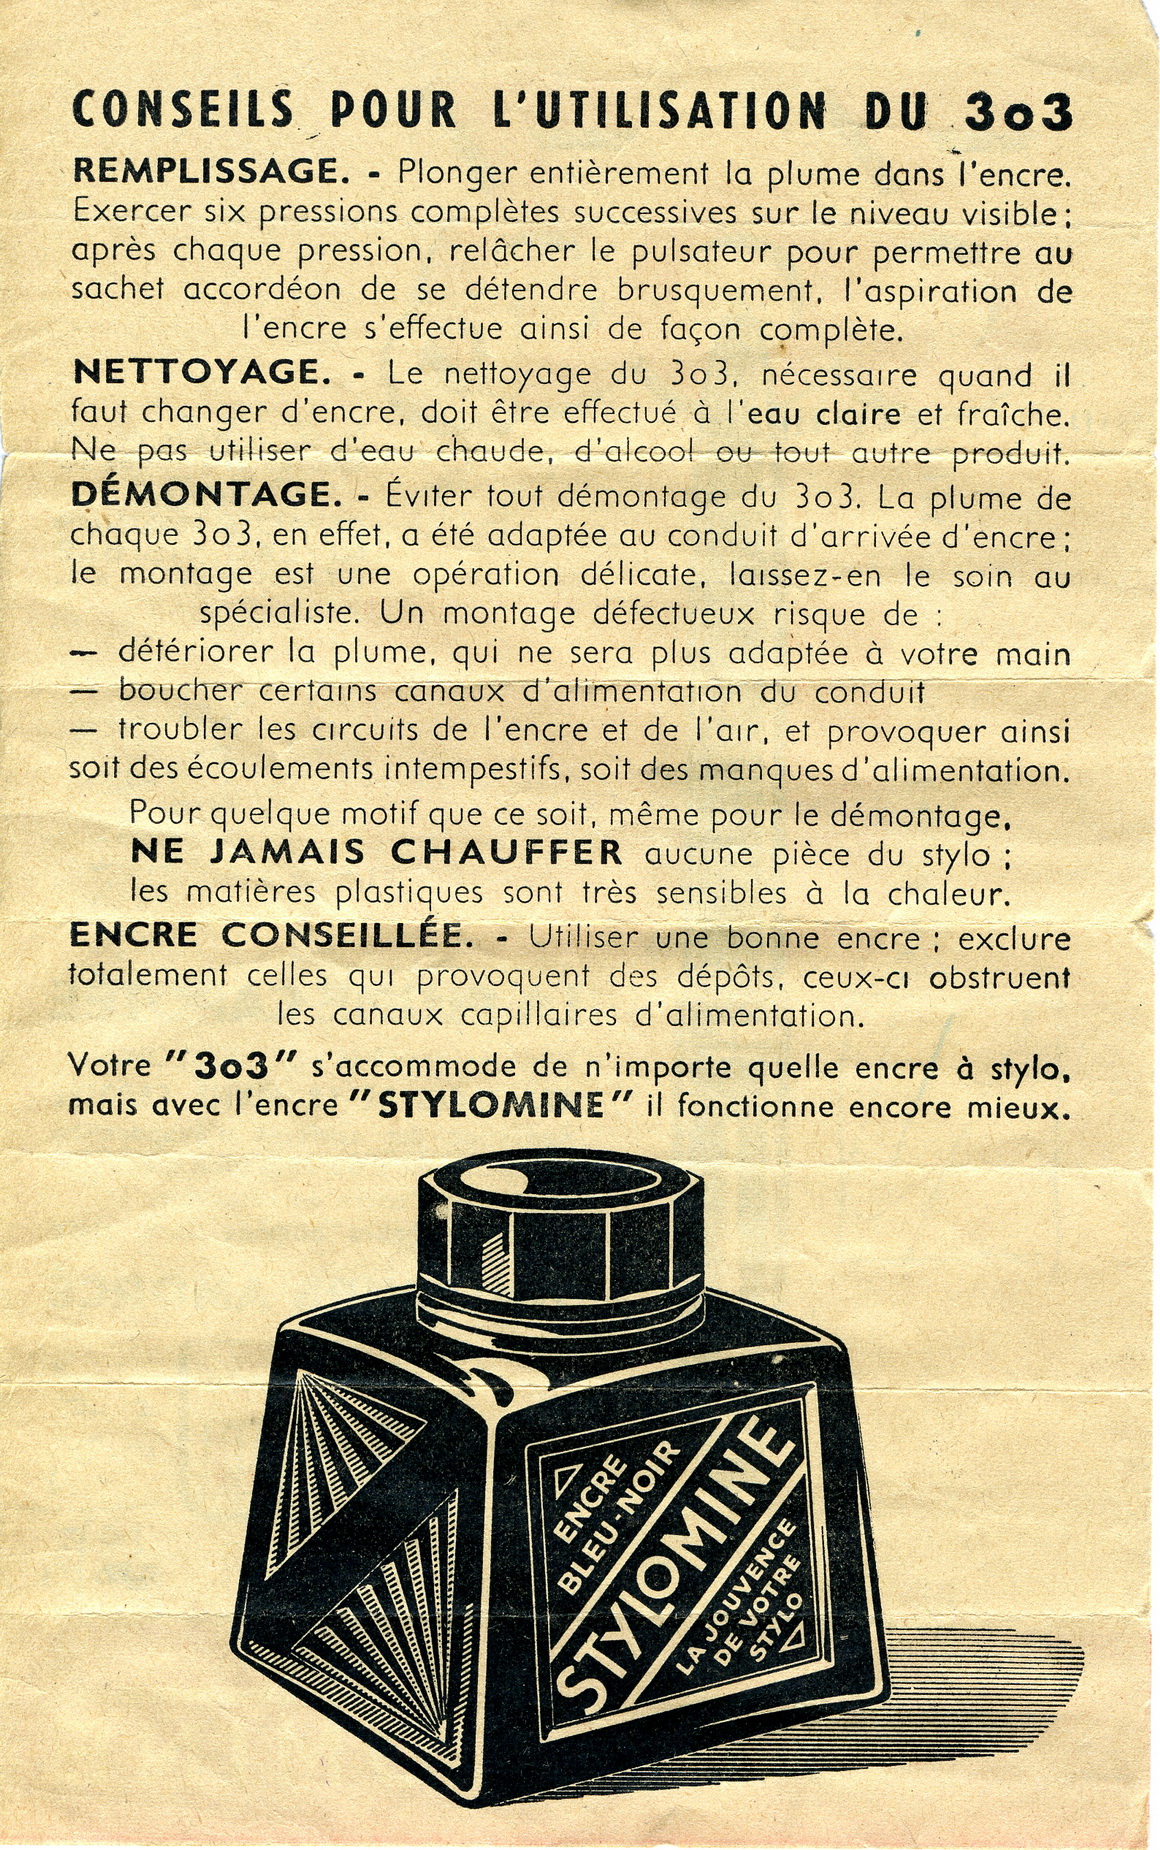 CONSEILS POUR L'UTILISATION DU 3o3
REMPLISSAGE. - Plonger entièrement la plume dans l'encre.
Exercer six pressions complètes successives sur le niveau visible ;
après chaque pression, relâcher le pulsateur pour permettre au
sachet accordéon de se détendre brusquement, l'aspiration de
l'encre s'effectue ainsi de façon complète.
NETTOYAGE. - Le nettoyage du 3o3, nécessaire quand il
faut changer d'encre, doit être effectué à l'eau claire et fraîche.
Ne pas utiliser d'eau chaude, d'alcool ou tout autre produit.
DÉMONTAGE. - Éviter tout démontage du 3o3. La plume de
chaque 3o3, en effet, a été adaptée au conduit d'arrivée d'encre ;
le montage est une opération délicate, laissez-en le soin au
spécialiste. Un montage défectueux risque de :
— détériorer la plume, qui ne sera plus adaptée à votre main
— boucher certains canaux d'alimentation du conduit
— troubler les circuits de l'encre et de l'air, et provoquer ainsi
soit des écoulements intempestifs, soit des manques d'alimentation.
Pour quelque motif que ce soit, même pour le démontage,
NE JAMAIS CHAUFFER aucune pièce du stylo ;
les matières plastiques sont très sensibles à la chaleur.
ENCRE CONSEILLÉE. - Utiliser une bonne encre ; exclure
totalement celles qui provoquent des dépôts, ceux-ci obstruent
les canaux capillaires d'alimentation.
Votre "3o3" s'accommode de n'importe quelle encre à stylo,
mais avec l'encre "STYLOMINE" il fonctionne encore mieux.
ENCRE
BLEU-NOIR
STYLOMINE
LA JOUVENCE
DE VOTRE
STYLO